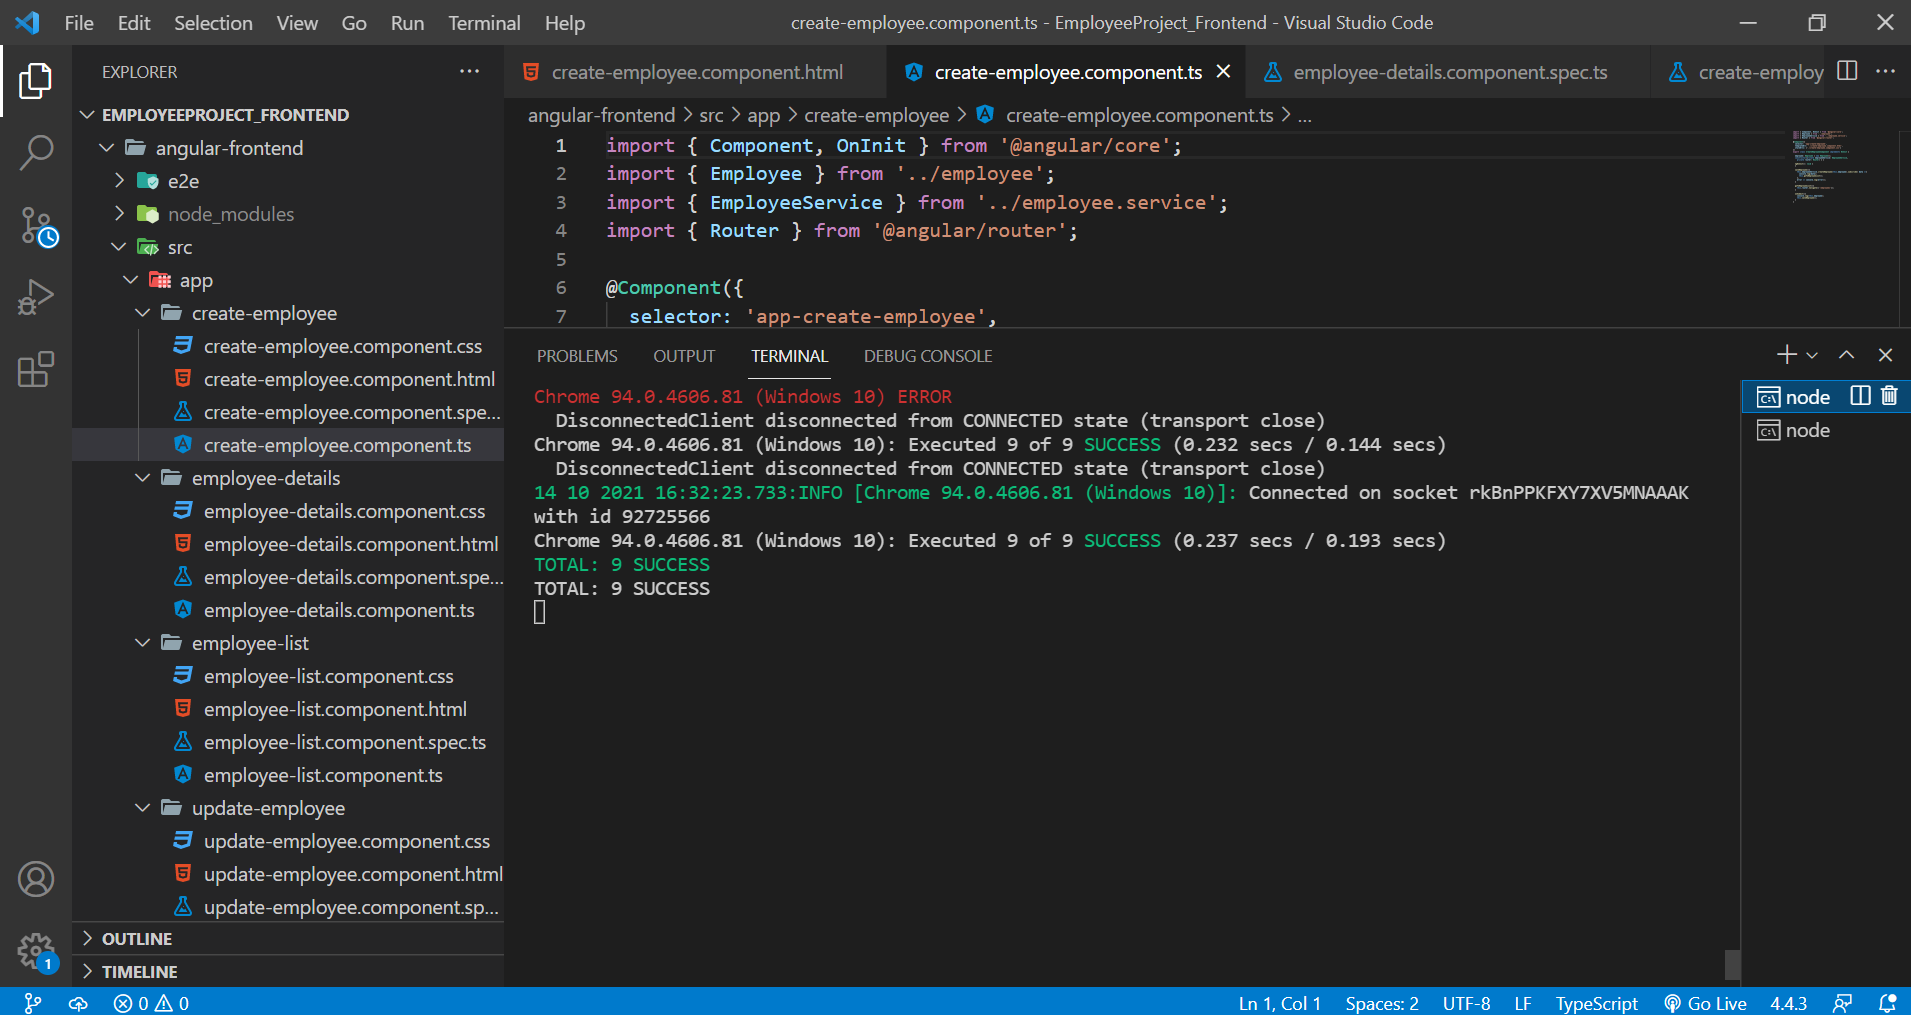 File Edit Selection View Go Run Terminal Help create-employee.component.ts - EmployeeProject_Frontend - Visual Studio Code
EXPLORER
EMPLOYEEPROJECT_FRONTEND
angular-frontend
e2e
node_modules
src
app
create-employee
create-employee.component.css
create-employee.component.html
create-employee.component.spe...
create-employee.component.ts
employee-details
employee-details.component.css
employee-details.component.html
employee-details.component.spe...
employee-details.component.ts
employee-list
employee-list.component.css
employee-list.component.html
employee-list.component.spec.ts
employee-list.component.ts
update-employee
update-employee.component.css
update-employee.component.html
update-employee.component.sp...
OUTLINE
TIMELINE
1
create-employee.component.html create-employee.component.ts employee-details.component.spec.ts create-employ
angular-frontend > src > app > create-employee > create-employee.component.ts > ...
1 import { Component, OnInit } from '@angular/core';
2 import { Employee } from '../employee';
3 import { EmployeeService } from '../employee.service';
4 import { Router } from '@angular/router';
5
6 @Component({
7 selector: 'app-create-employee',
PROBLEMS OUTPUT TERMINAL DEBUG CONSOLE
Chrome 94.0.4606.81 (Windows 10) ERROR
DisconnectedClient disconnected from CONNECTED state (transport close)
Chrome 94.0.4606.81 (Windows 10): Executed 9 of 9 SUCCESS (0.232 secs / 0.144 secs)
DisconnectedClient disconnected from CONNECTED state (transport close)
14 10 2021 16:32:23.733:INFO [Chrome 94.0.4606.81 (Windows 10)]: Connected on socket rkBnPPKFXY7XV5MNAAAK
with id 92725566
Chrome 94.0.4606.81 (Windows 10): Executed 9 of 9 SUCCESS (0.237 secs / 0.193 secs)
TOTAL: 9 SUCCESS
TOTAL: 9 SUCCESS
node
node
0 0 Ln 1, Col 1 Spaces: 2 UTF-8 LF TypeScript Go Live 4.4.3